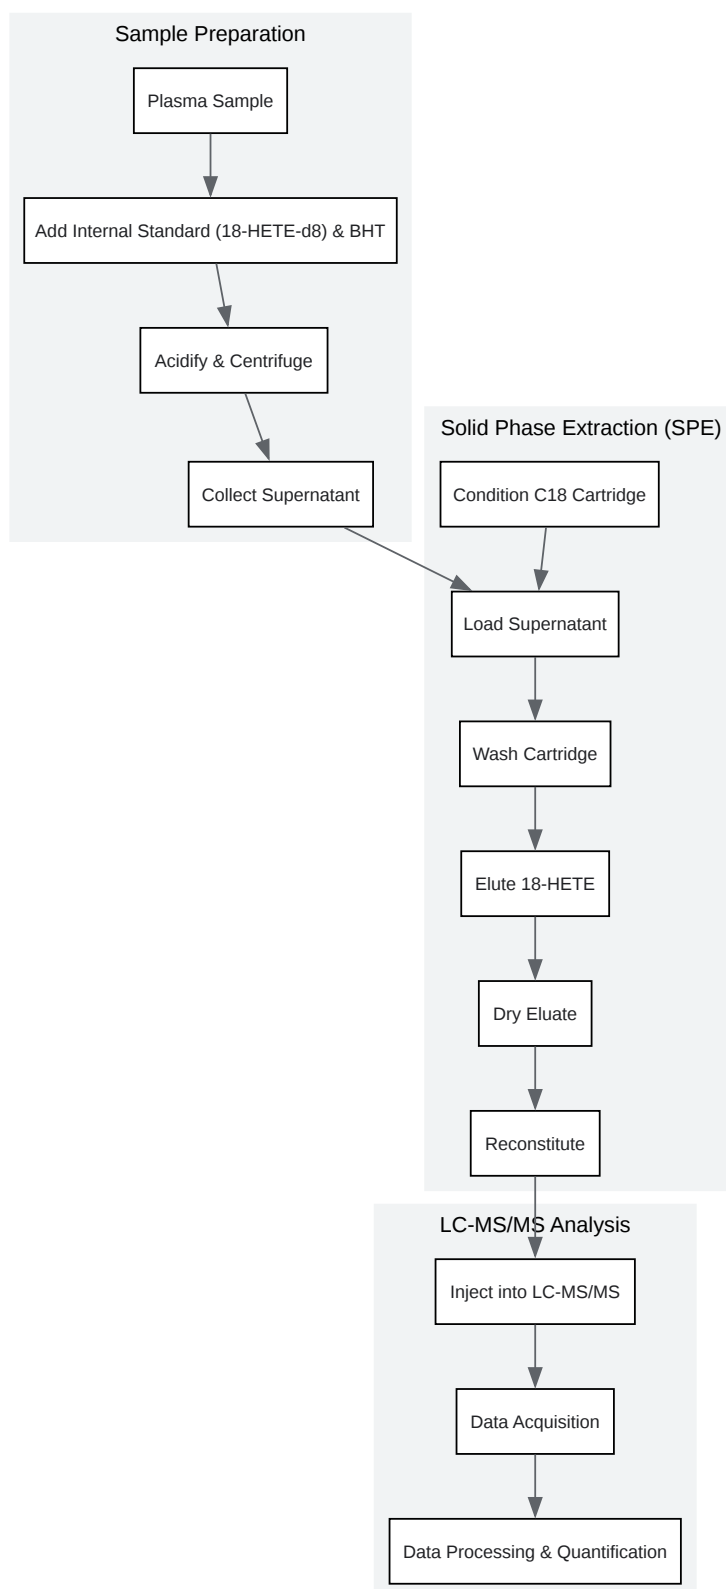 Sample Preparation
Plasma Sample
Add Internal Standard (18-HETE-d8) & BHT
Acidify & Centrifuge
Collect Supernatant
Solid Phase Extraction (SPE)
Condition C18 Cartridge
Load Supernatant
Wash Cartridge
Elute 18-HETE
Dry Eluate
Reconstitute
LC-MS/MS Analysis
Inject into LC-MS/MS
Data Acquisition
Data Processing & Quantification